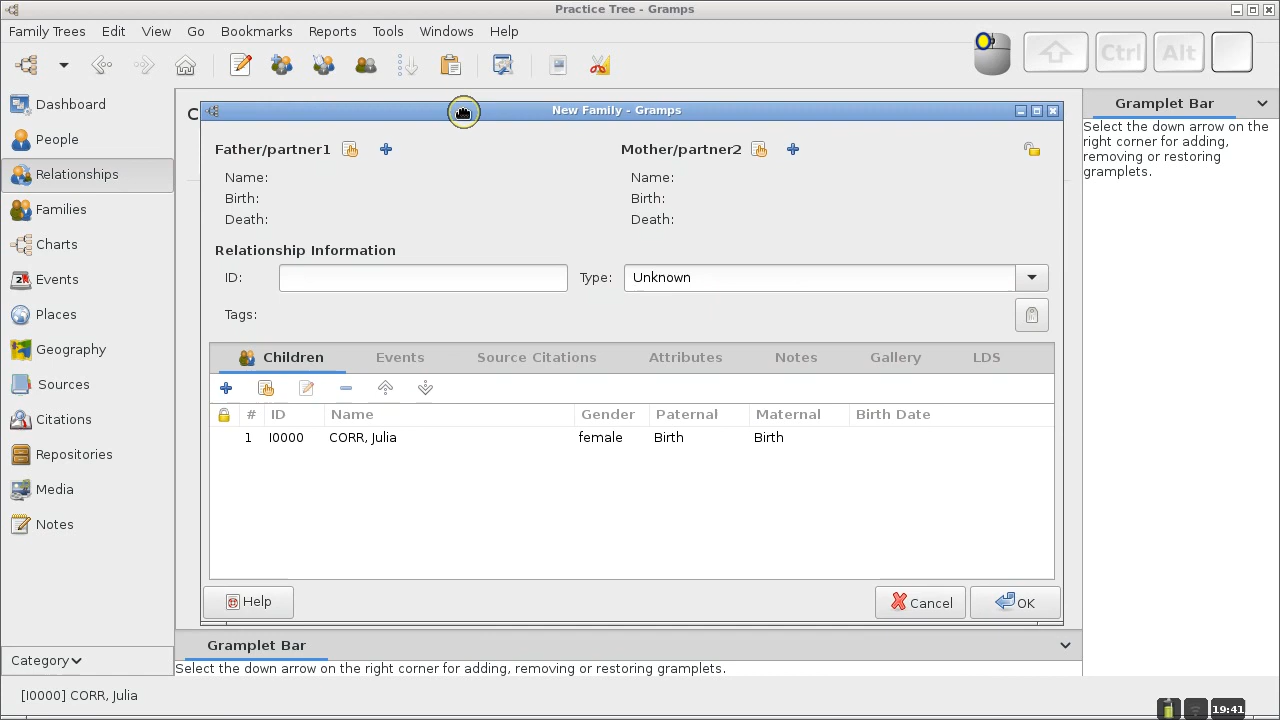 Practice Tree - Gramps
Family Trees Edit View Go Bookmarks Reports Tools Windows Help
Ctrl Alt
Dashboard
People
Relationships
Families
Charts
Events
Places
Geography
Sources
Citations
Repositories
Media
Notes
Category
C
New Family - Gramps
Father/partner1 Mother/partner2
Name: Name:
Birth: Birth:
Death: Death:
Relationship Information
ID: Type: Unknown
Tags:
Children Events Source Citations Attributes Notes Gallery LDS
# ID Name Gender Paternal Maternal Birth Date
1 I0000 CORR, Julia female Birth Birth
Help Cancel OK
Gramplet Bar
Select the down arrow on the right corner for adding, removing or restoring gramplets.
Gramplet Bar
Select the down arrow on the
right corner for adding,
removing or restoring
gramplets.
[I0000] CORR, Julia
19:41